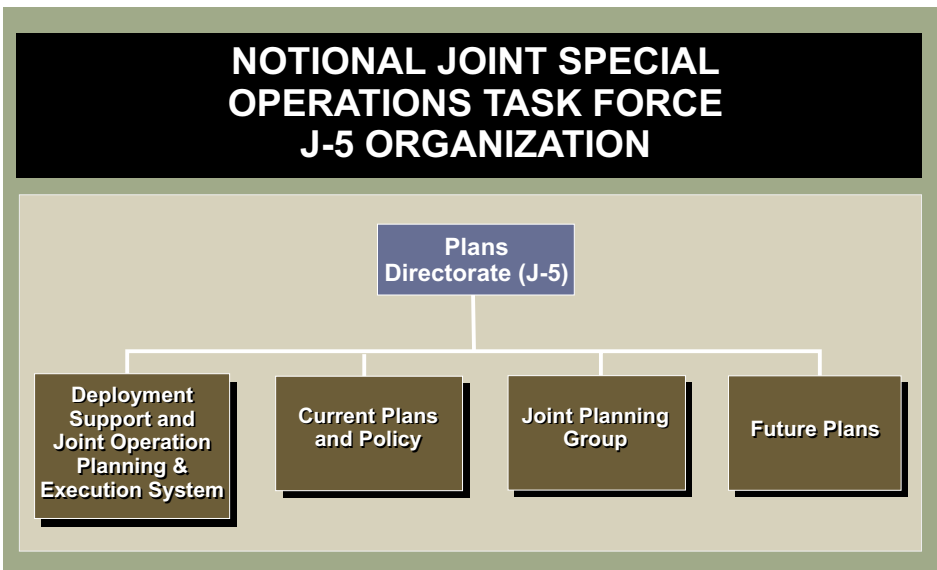 NOTIONAL JOINT SPECIAL
OPERATIONS TASK FORCE
J-5 ORGANIZATION
Plans
Directorate (J-5)
Deployment
Support and
Joint Operation
Planning &
Execution System
Current Plans
and Policy
Joint Planning
Group
Future Plans